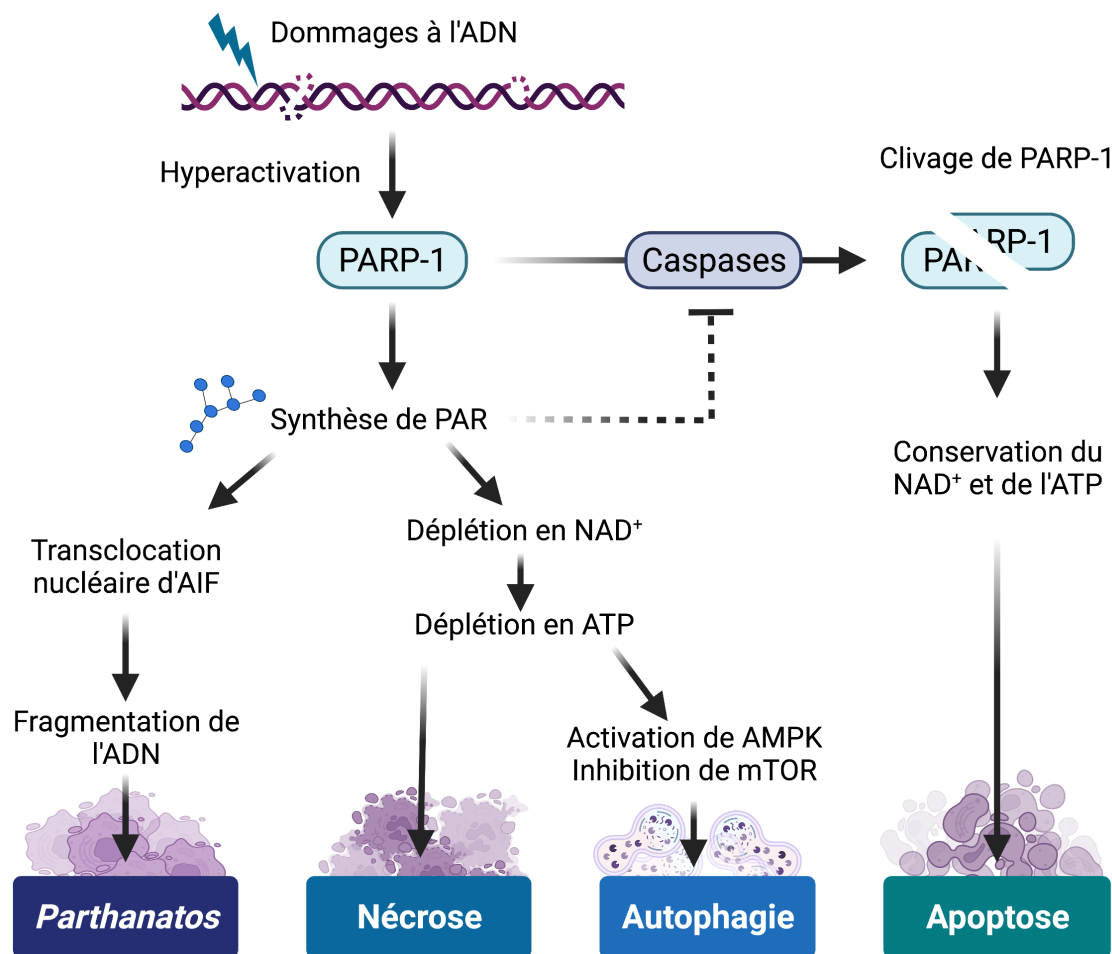 Dommages à l'ADN
Hyperactivation
Clivage de PARP-1
PARP-1
Caspases
PARP-1
Synthèse de PAR
Conservation du
NAD⁺ et de l'ATP
Déplétion en NAD⁺
Transclocation
nucléaire d'AIF
Déplétion en ATP
Fragmentation de
l'ADN
Activation de AMPK
Inhibition de mTOR
Parthanatos
Nécrose
Autophagie
Apoptose